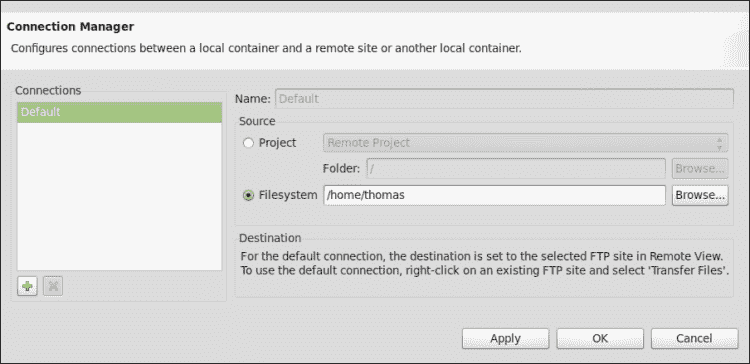 Connection Manager
Configures connections between a local container and a remote site or another local container.
Connections
Default
Name: Default
Source
Project Remote Project
Folder: / Browse...
Filesystem /home/thomas Browse...
Destination
For the default connection, the destination is set to the selected FTP site in Remote View.
To use the default connection, right-click on an existing FTP site and select 'Transfer Files'.
Apply OK Cancel